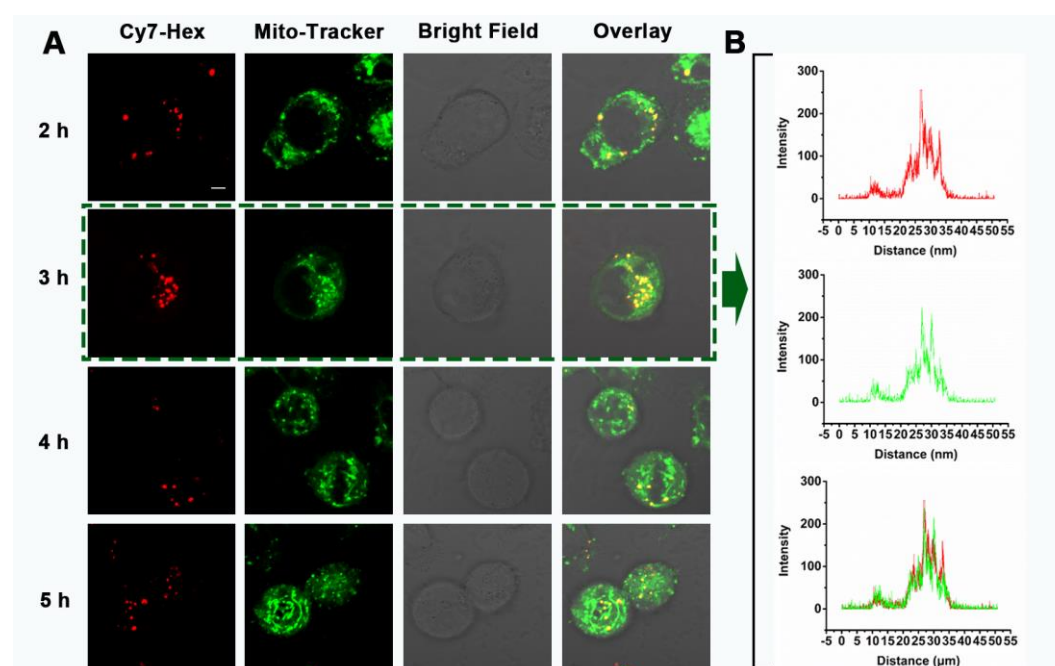 A
Cy7-Hex Mito-Tracker Bright Field Overlay
B
2 h
3 h
4 h
5 h
300
200
100
0
Intensity
-5 0 5 10 15 20 25 30 35 40 45 50 55
Distance (nm)
300
200
100
0
Intensity
-5 0 5 10 15 20 25 30 35 40 45 50 55
Distance (nm)
300
200
100
0
Intensity
-5 0 5 10 15 20 25 30 35 40 45 50 55
Distance (μm)